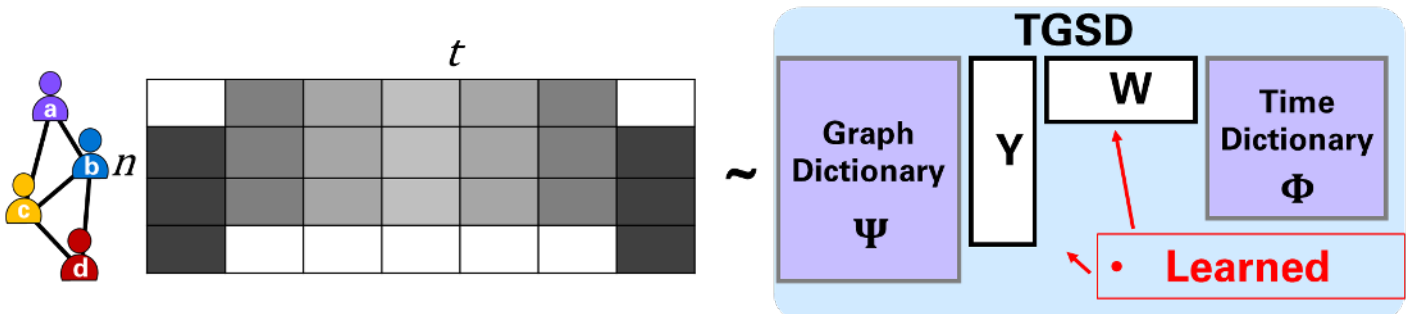 TGSD
t
n
a
b
c
d
~
Graph
Dictionary
Ψ
Y
W
Time
Dictionary
Φ
• Learned